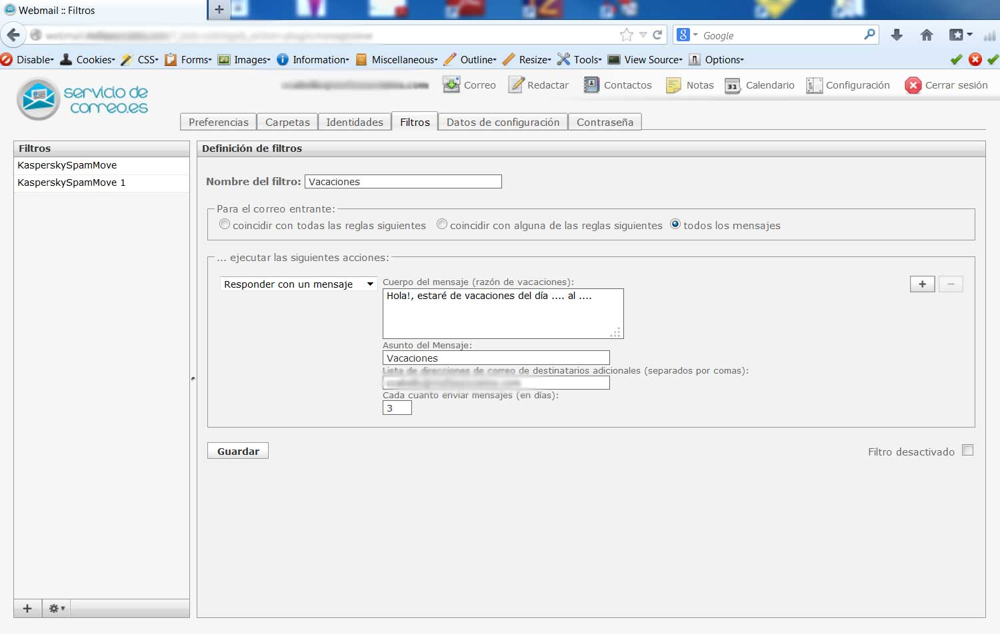 Webmail :: Filtros
Google
Disable Cookies CSS Forms Images Information Miscellaneous Outline Resize Tools View Source Options
servicio de
correo.es
Correo Redactar Contactos Notas 31 Calendario Configuración Cerrar sesión
Preferencias Carpetas Identidades Filtros Datos de configuración Contraseña
Filtros
KasperskySpamMove
KasperskySpamMove 1
Definición de filtros
Nombre del filtro: Vacaciones
Para el correo entrante:
coincidir con todas las reglas siguientes coincidir con alguna de las reglas siguientes todos los mensajes
... ejecutar las siguientes acciones:
Responder con un mensaje
Cuerpo del mensaje (razón de vacaciones):
Hola!, estaré de vacaciones del día .... al ....
Asunto del Mensaje:
Vacaciones
Lista de direcciones de correo de destinatarios adicionales (separados por comas):
Cada cuanto enviar mensajes (en días):
3
Guardar
Filtro desactivado